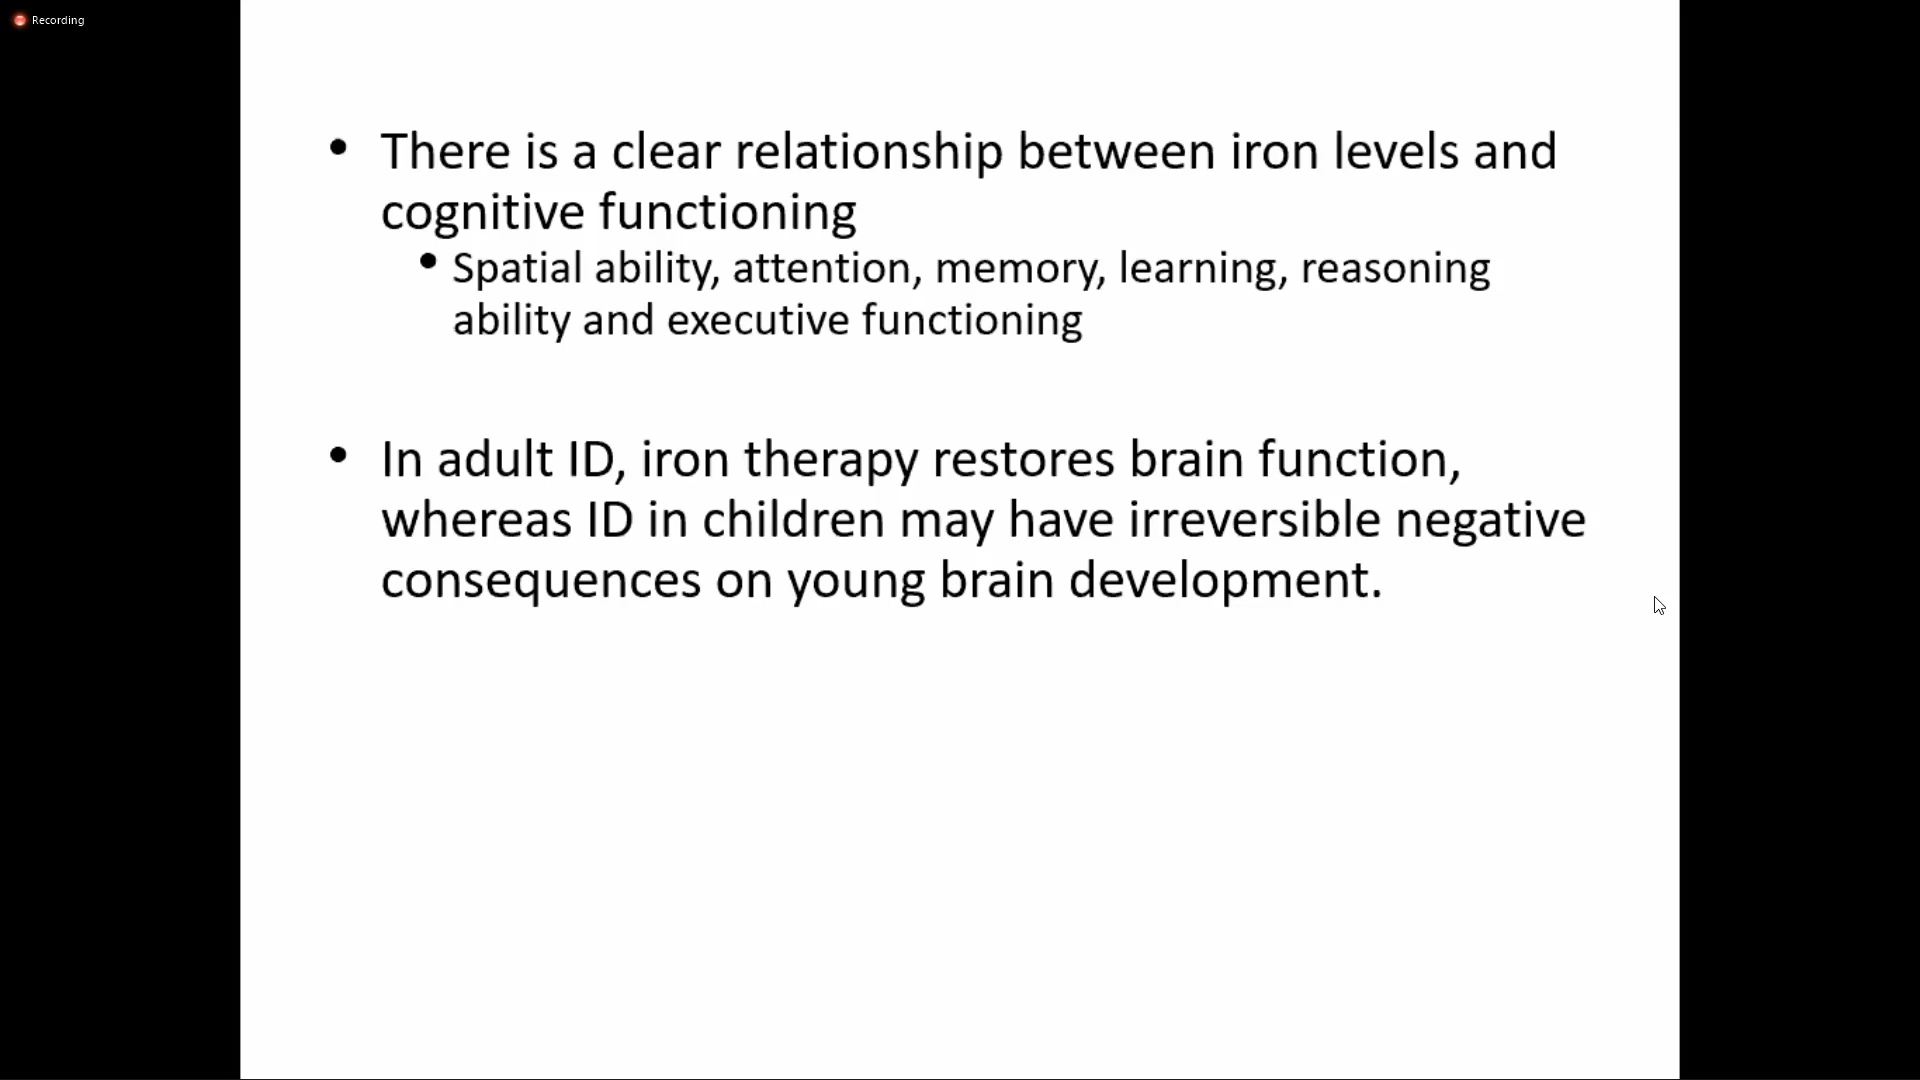 Recording
• There is a clear relationship between iron levels and
cognitive functioning
• Spatial ability, attention, memory, learning, reasoning
ability and executive functioning
• In adult ID, iron therapy restores brain function,
whereas ID in children may have irreversible negative
consequences on young brain development.